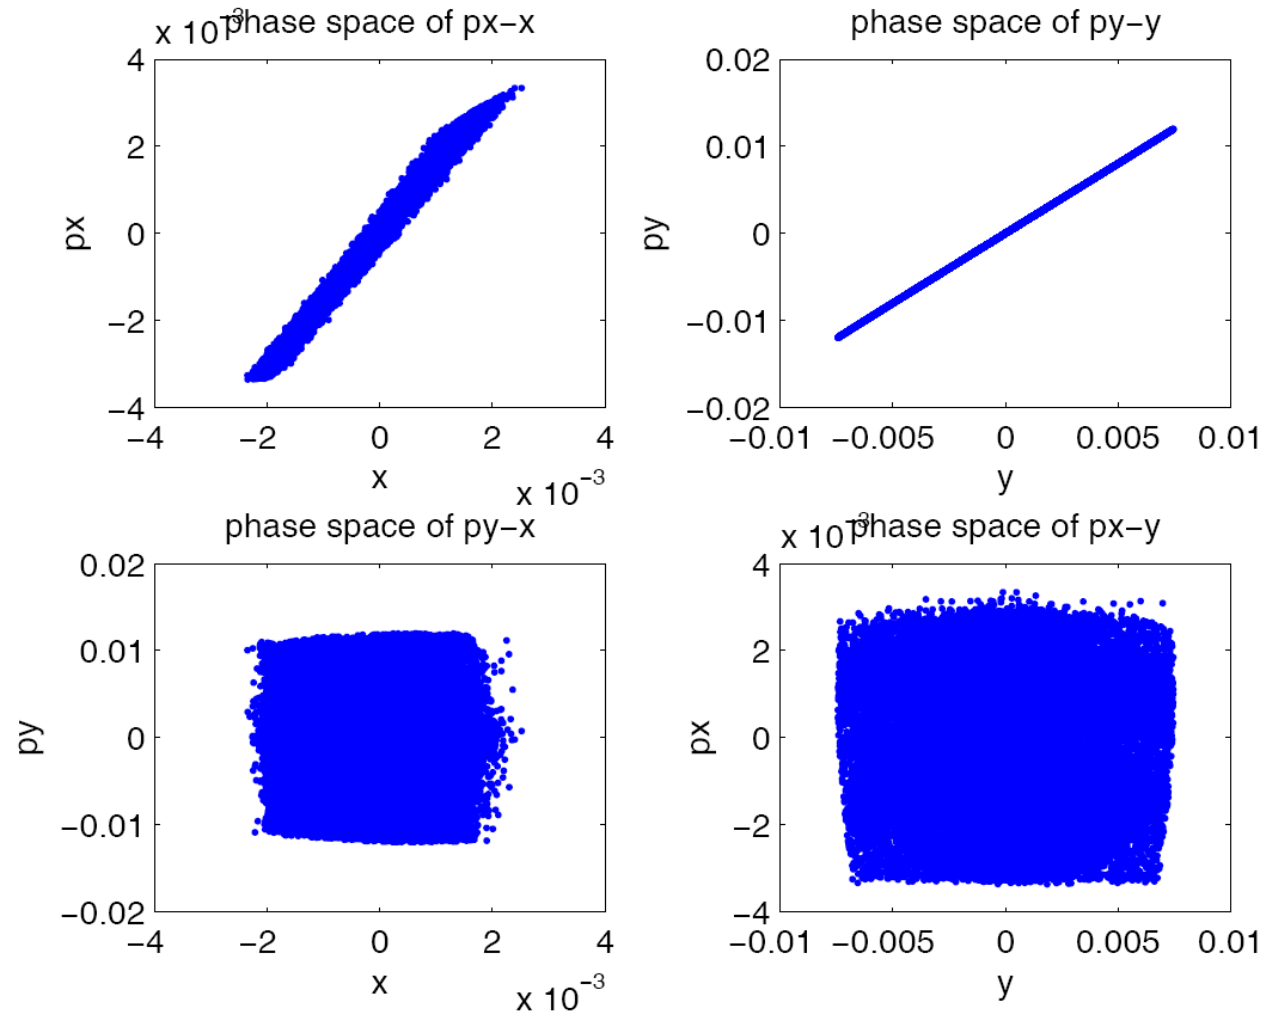 x 10−3
phase space of px−x
4
2
0
−2
−4
px
−4 −2 0 2 4
x
x 10−3
phase space of py−y
0.02
0.01
0
−0.01
−0.02
py
−0.01 −0.005 0 0.005 0.01
y
phase space of py−x
0.02
0.01
0
−0.01
−0.02
py
−4 −2 0 2 4
x
x 10−3
x 10−3
phase space of px−y
4
2
0
−2
−4
px
−0.01 −0.005 0 0.005 0.01
y